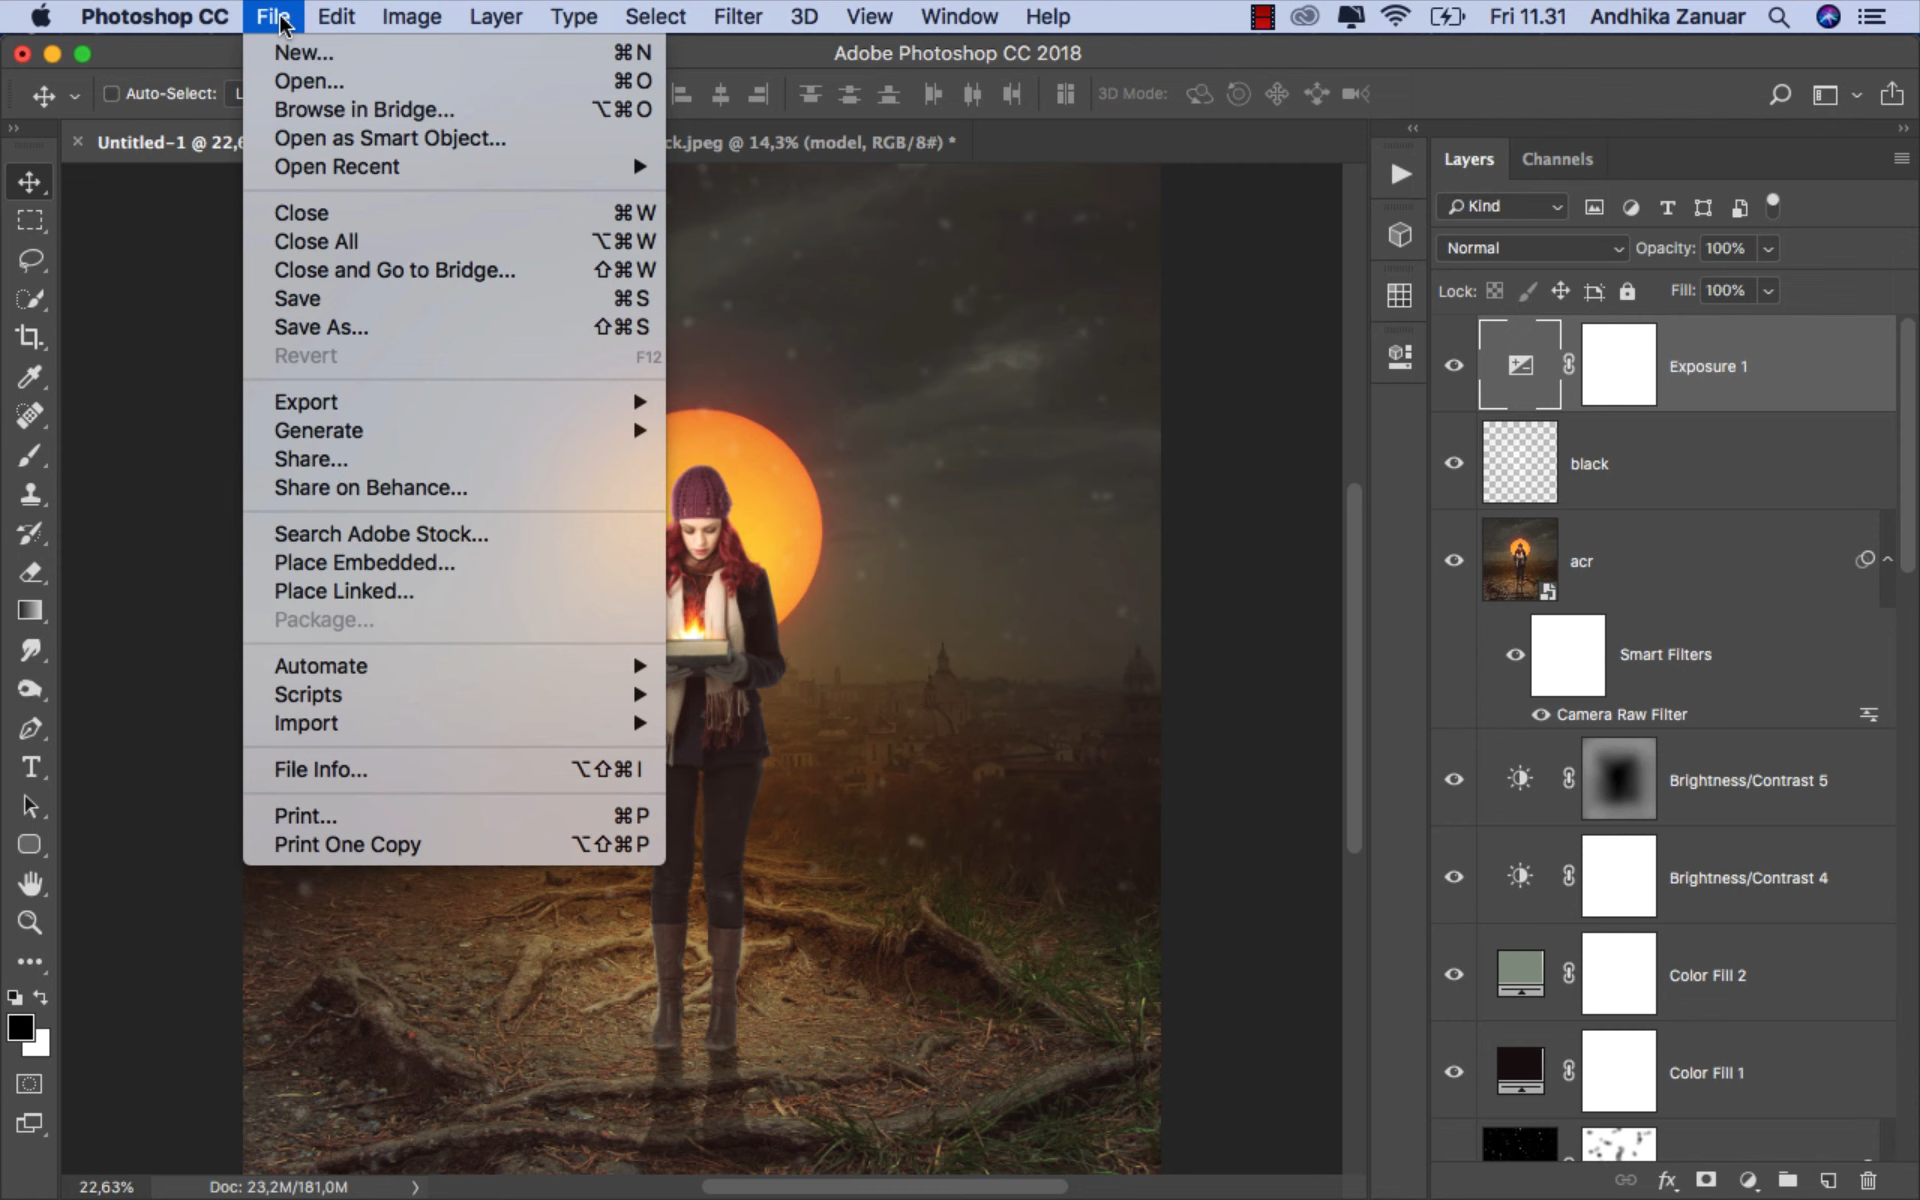 Photoshop CC File Edit Image Layer Type Select Filter 3D View Window Help Fri 11.31 Andhika Zanuar
Adobe Photoshop CC 2018
Auto-Select: 3D Mode:
Untitled-1 @ 22,6 ck.jpeg @ 14,3% (model, RGB/8#) *
New... ⌘N
Open... ⌘O
Browse in Bridge... ⌥⌘O
Open as Smart Object...
Open Recent
Close ⌘W
Close All ⌥⌘W
Close and Go to Bridge... ⇧⌘W
Save ⌘S
Save As... ⇧⌘S
Revert F12
Export
Generate
Share...
Share on Behance...
Search Adobe Stock...
Place Embedded...
Place Linked...
Package...
Automate
Scripts
Import
File Info... ⌥⇧⌘I
Print... ⌘P
Print One Copy ⌥⇧⌘P
Layers Channels
Kind
Normal Opacity: 100%
Lock: Fill: 100%
Exposure 1
black
acr
Smart Filters
Camera Raw Filter
Brightness/Contrast 5
Brightness/Contrast 4
Color Fill 2
Color Fill 1
22,63% Doc: 23,2M/181,0M